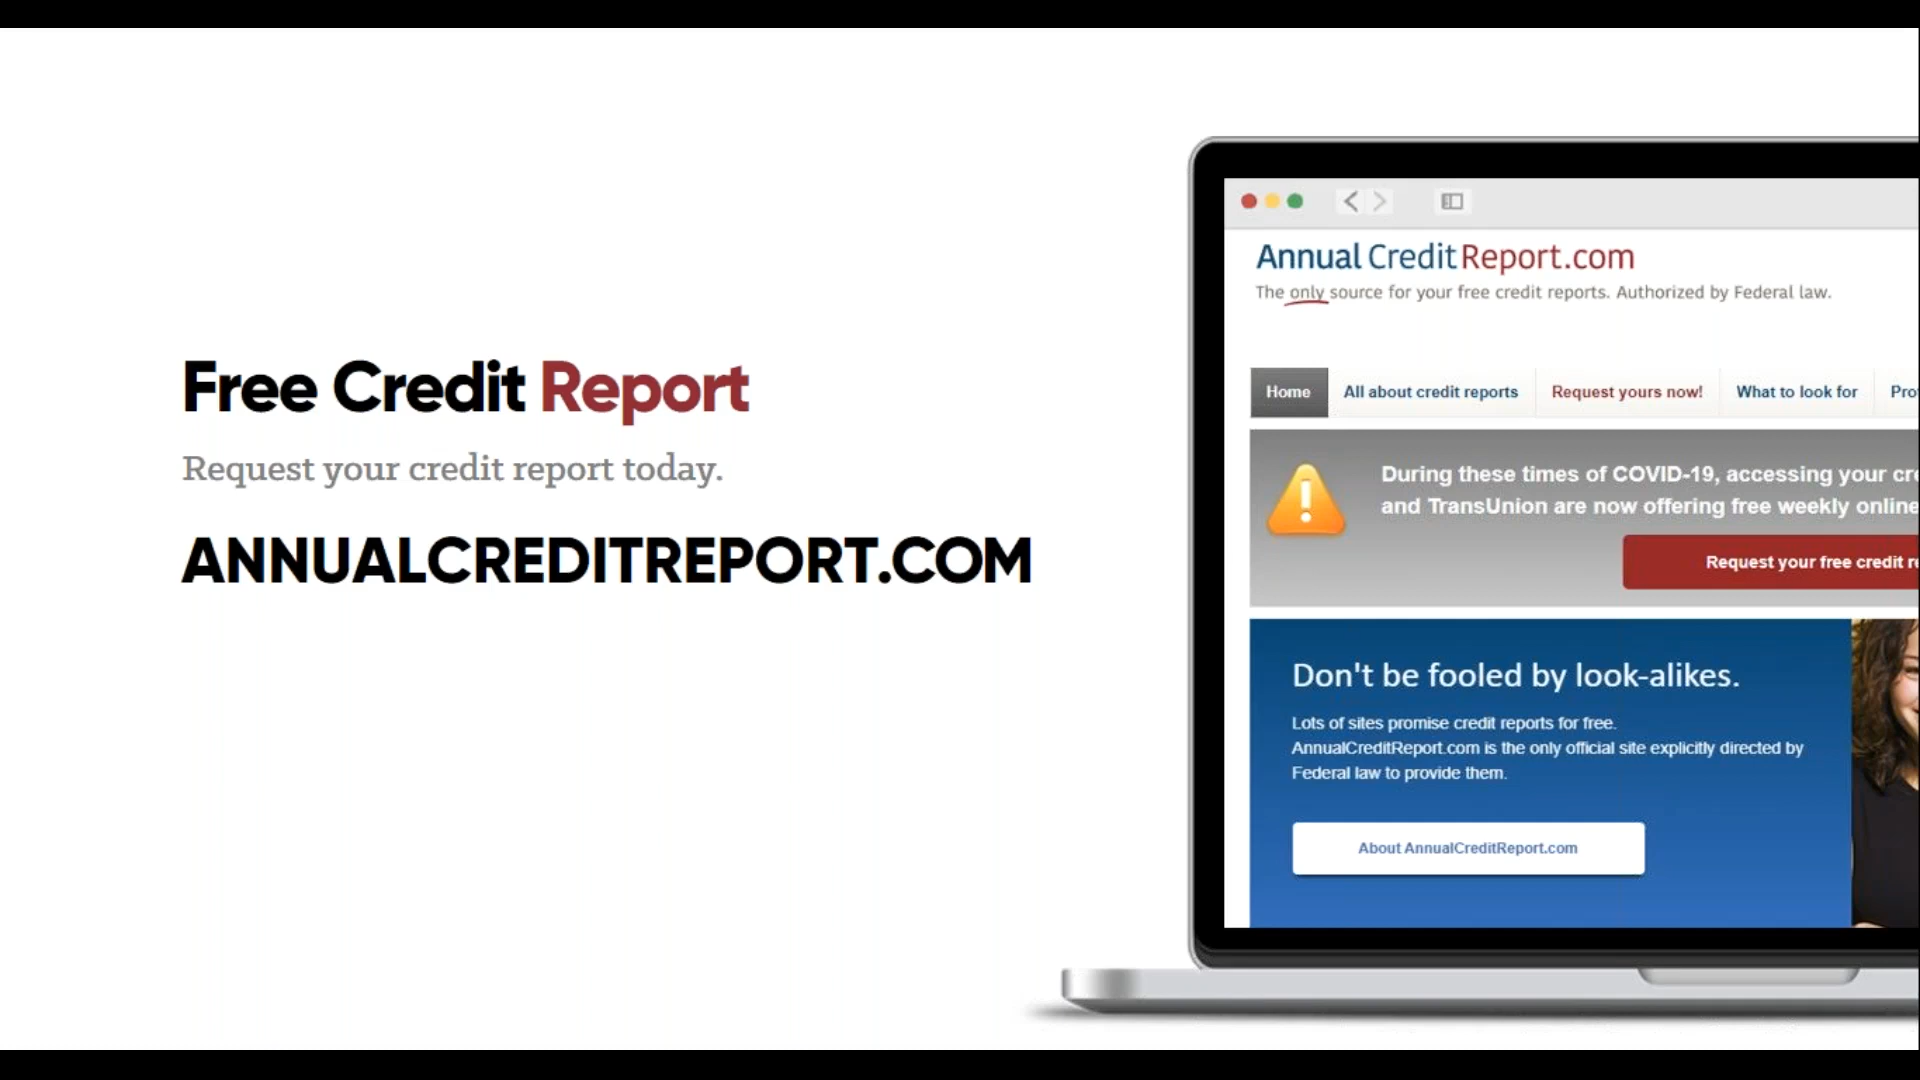 Free Credit Report
Request your credit report today.
ANNUALCREDITREPORT.COM
AnnualCreditReport.com
The only source for your free credit reports. Authorized by Federal law.
Home All about credit reports Request yours now! What to look for
During these times of COVID-19, accessing your
and TransUnion are now offering free weekly online
Request your free credit
Don't be fooled by look-alikes.
Lots of sites promise credit reports for free.
AnnualCreditReport.com is the only official site explicitly directed by
Federal law to provide them.
About AnnualCreditReport.com